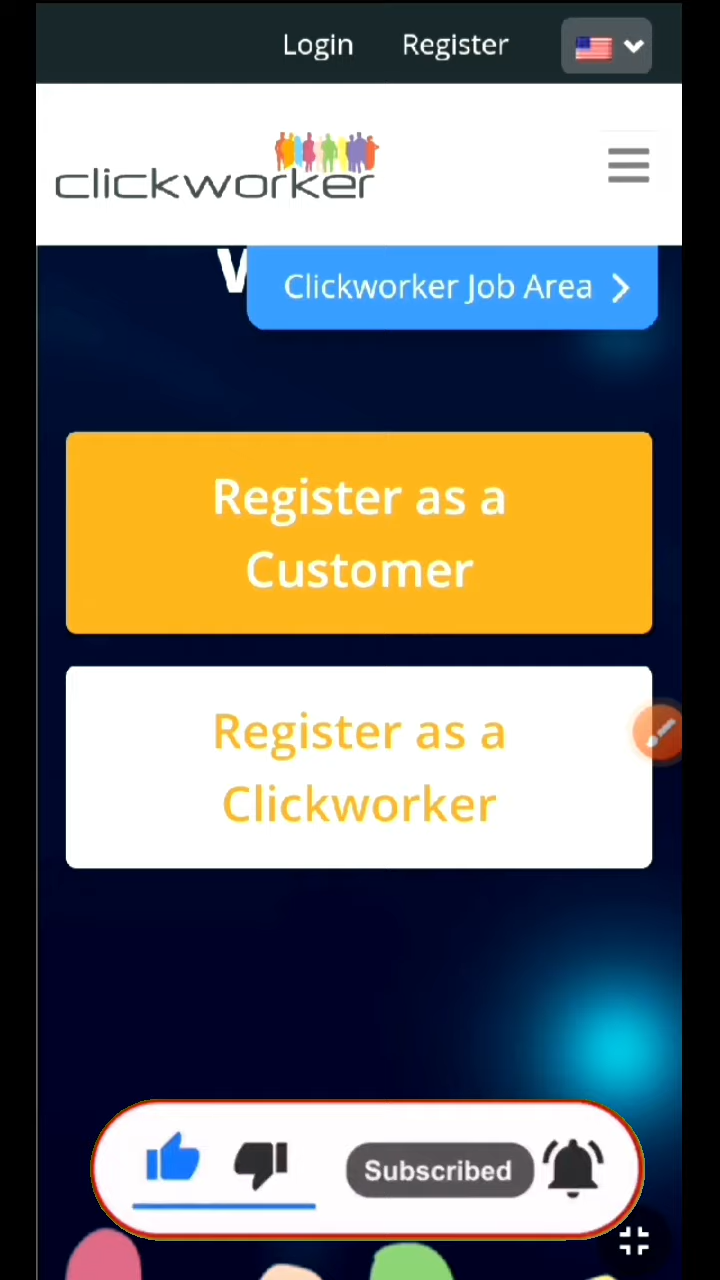 Login Register
clickworker
Clickworker Job Area
Register as a
Customer
Register as a
Clickworker
Subscribed